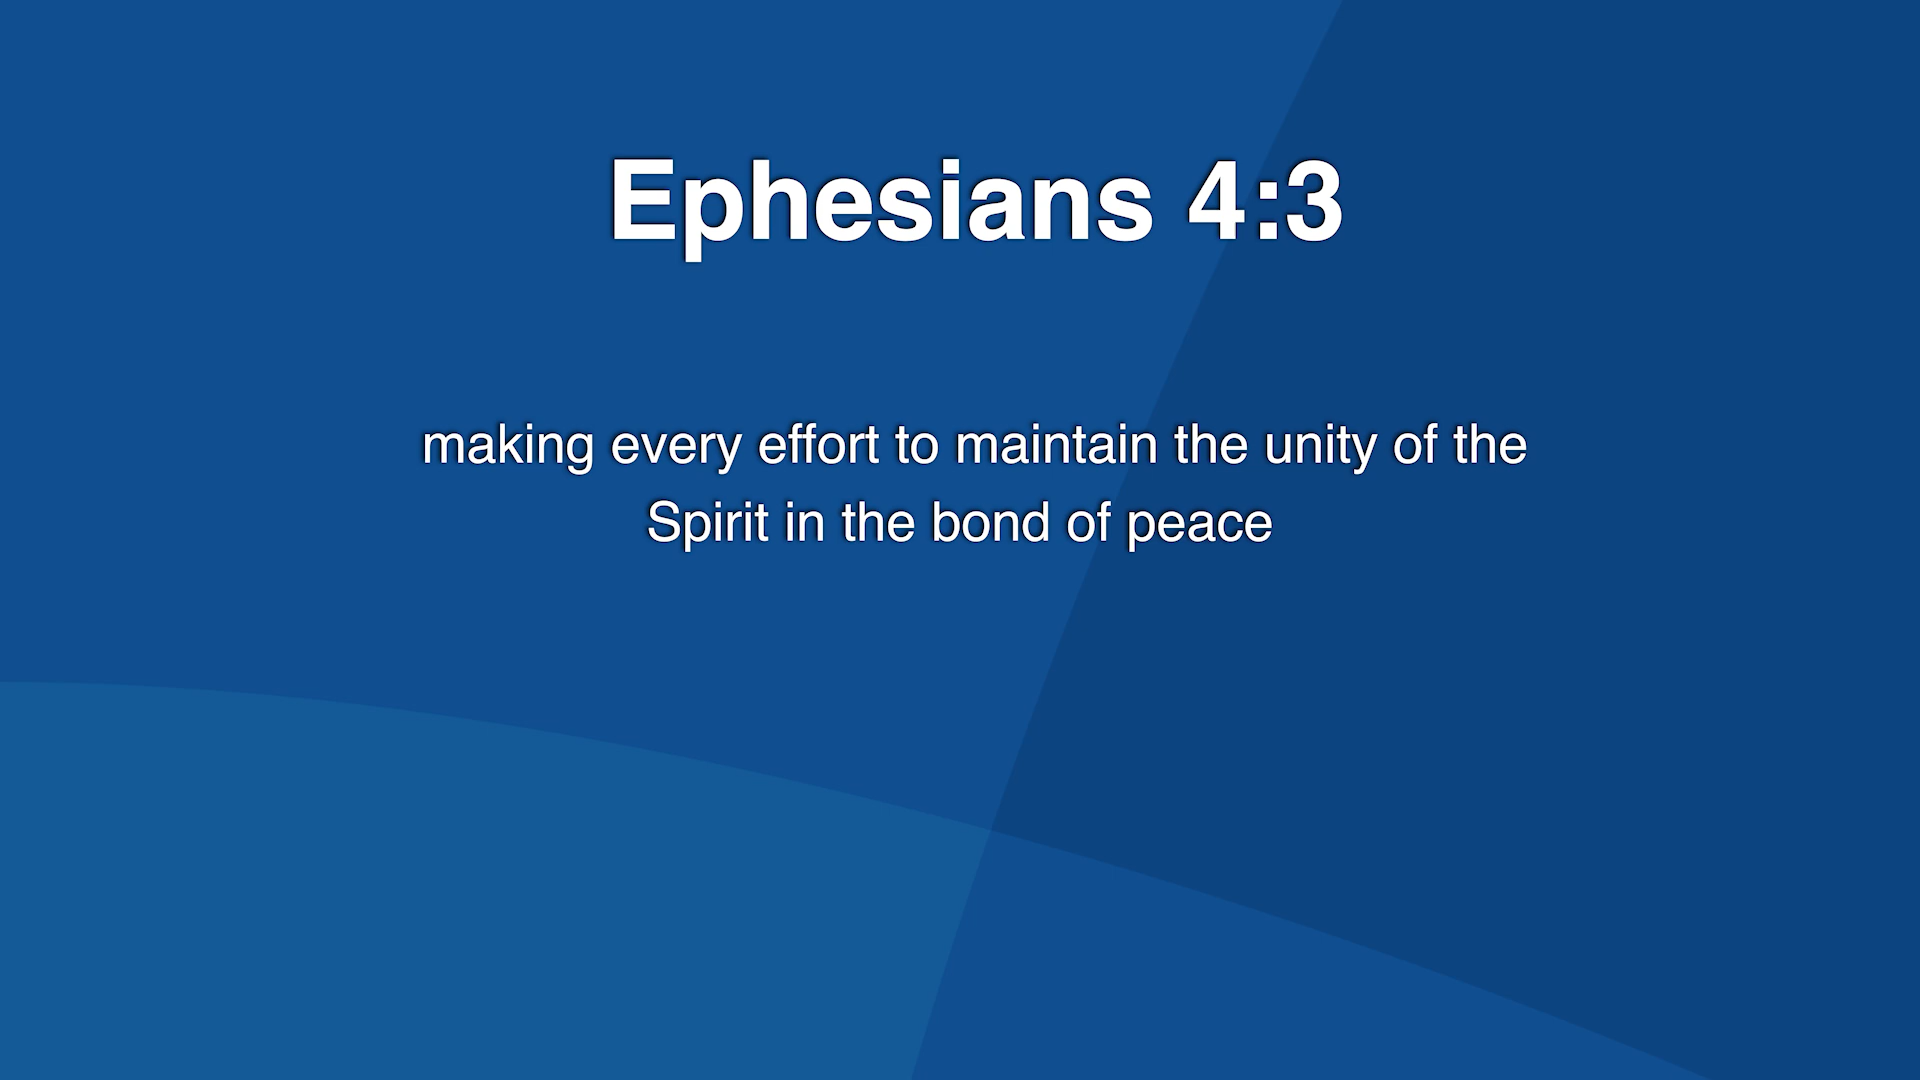 Ephesians 4:3
making every effort to maintain the unity of the
Spirit in the bond of peace